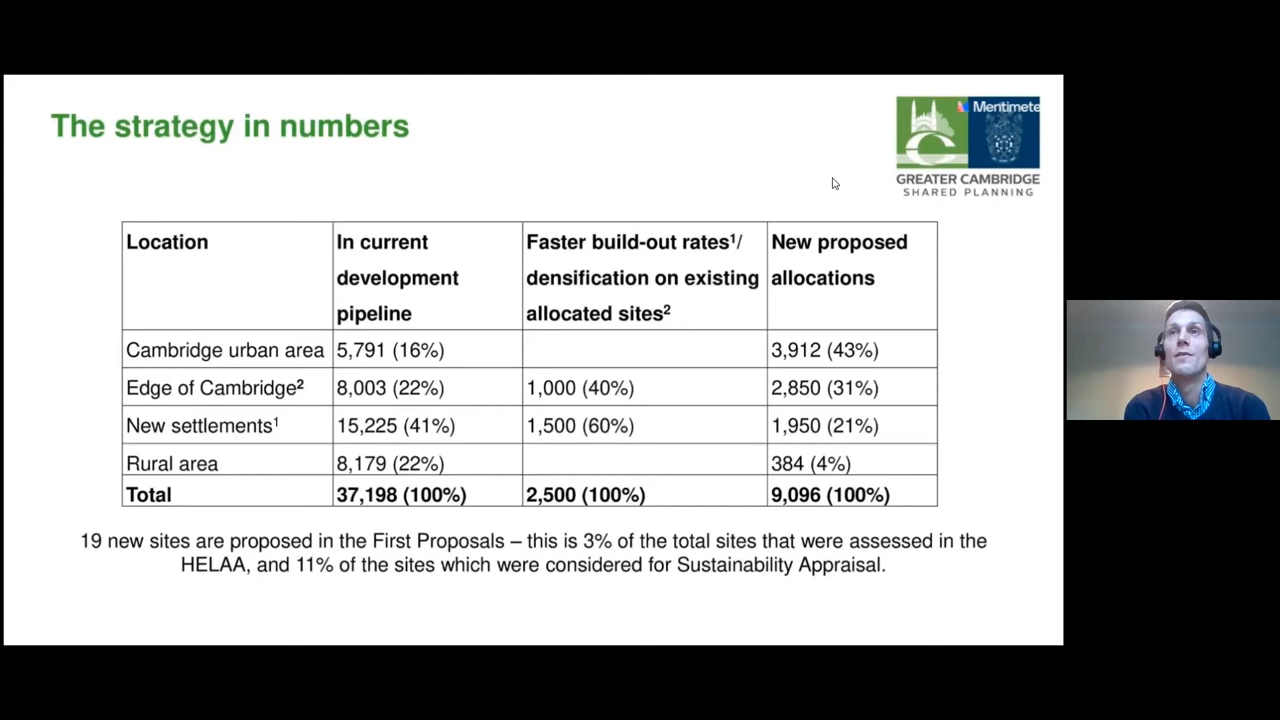 The strategy in numbers
Mentimete
GREATER CAMBRIDGE
SHARED PLANNING
Location
In current
development
pipeline
Faster build-out rates¹/
densification on existing
allocated sites²
New proposed
allocations
Cambridge urban area 5,791 (16%) 3,912 (43%)
Edge of Cambridge² 8,003 (22%) 1,000 (40%) 2,850 (31%)
New settlements¹ 15,225 (41%) 1,500 (60%) 1,950 (21%)
Rural area 8,179 (22%) 384 (4%)
Total 37,198 (100%) 2,500 (100%) 9,096 (100%)
19 new sites are proposed in the First Proposals – this is 3% of the total sites that were assessed in the
HELAA, and 11% of the sites which were considered for Sustainability Appraisal.